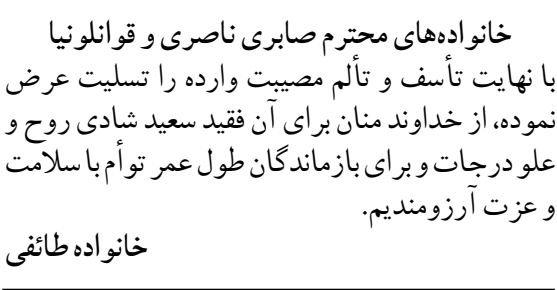 خانواده‌های محترم صابری ناصری و قوانلونیا
با نهایت تأسف و تألم مصیبت وارده را تسلیت عرض
نموده، از خداوند منان برای آن فقید سعید شادی روح و
علو درجات و برای بازماندگان طول عمر توأم با سلامت
و عزت آرزومندیم.
خانواده طائفی